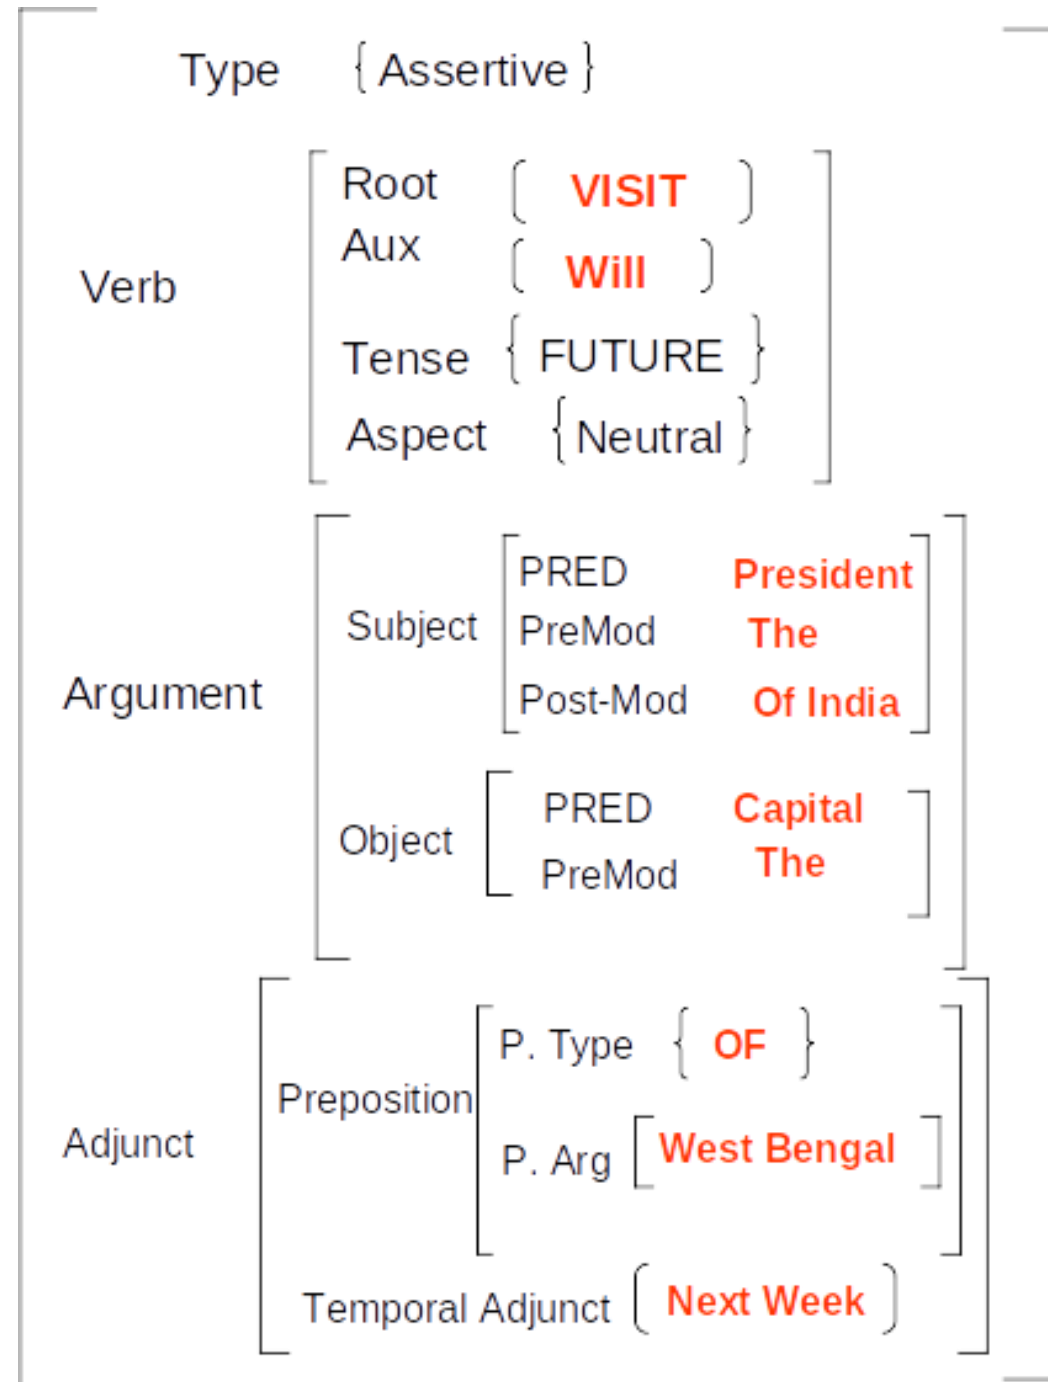 Type { Assertive }
Root ( VISIT )
Aux
Verb ( Will )
Tense { FUTURE }
Aspect { Neutral }
PRED President
Subject PreMod The
Argument Post-Mod Of India
PRED Capital
Object PreMod The
P. Type { OF }
Preposition
Adjunct P. Arg [ West Bengal ]
Temporal Adjunct ( Next Week )